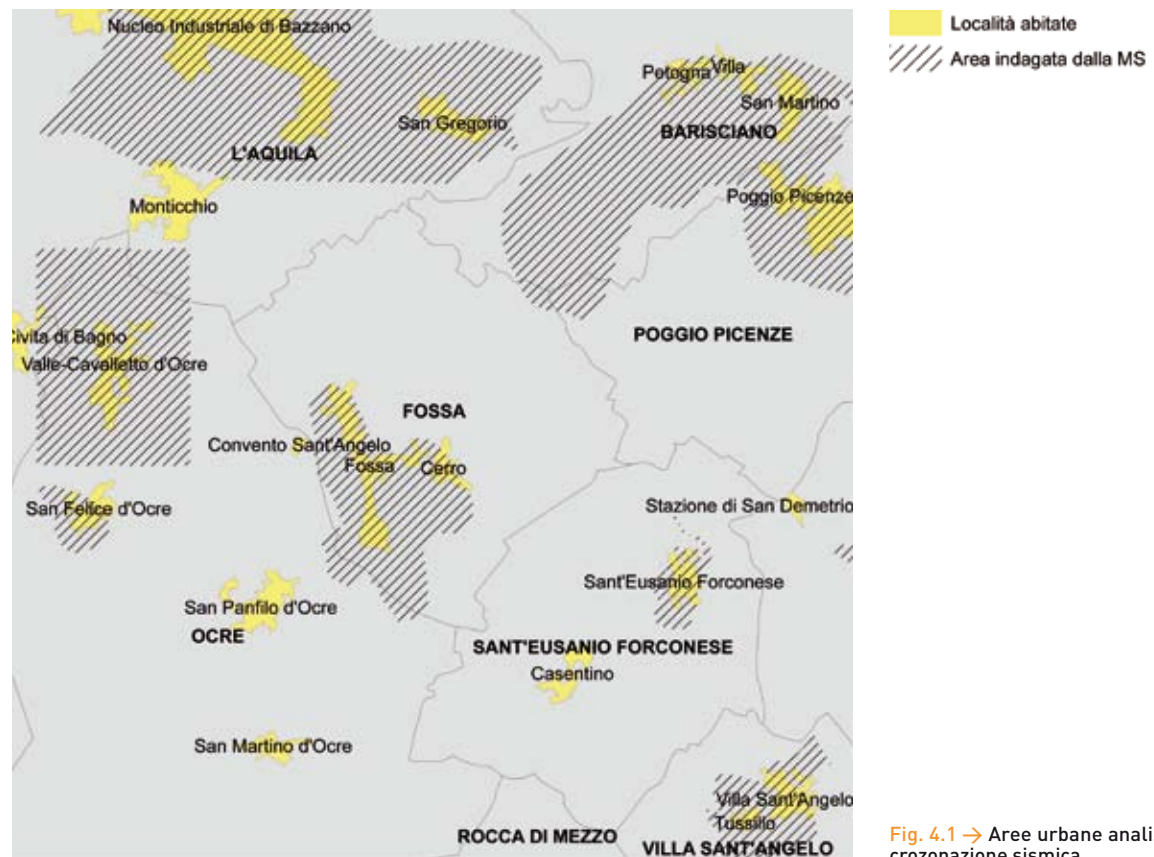 Nucleo Industriale di Bazzano
Località abitate
Area indagata dalla MS
Petogna
Villa
San Martino
San Gregorio
BARISCIANO
L'AQUILA
Poggio Picenze
Monticchio
Civita di Bagno
POGGIO PICENZE
Valle-Cavalletto d'Ocre
FOSSA
Convento Sant'Angelo
Fossa
Cerro
San Felice d'Ocre
Stazione di San Demetrio
Sant'Eusanio Forconese
San Panfilo d'Ocre
OCRE
SANT'EUSANIO FORCONESE
Casentino
San Martino d'Ocre
Villa Sant'Angelo
Tussillo
ROCCA DI MEZZO
VILLA SANT'ANGELO
Fig. 4.1 → Aree urbane anali
crozonazione sismica